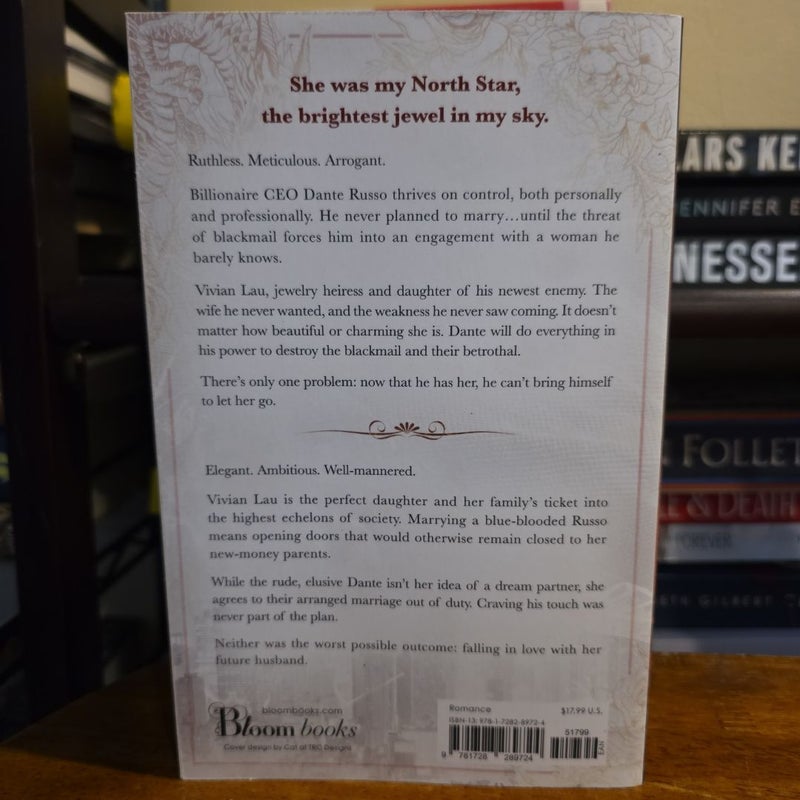 She was my North Star,
the brightest jewel in my sky.
Ruthless. Meticulous. Arrogant.
Billionaire CEO Dante Russo thrives on control, both personally
and professionally. He never planned to marry…until the threat
of blackmail forces him into an engagement with a woman he
barely knows.
Vivian Lau, jewelry heiress and daughter of his newest enemy. The
wife he never wanted, and the weakness he never saw coming. It doesn't
matter how beautiful or charming she is. Dante will do everything in
his power to destroy the blackmail and their betrothal.
There's only one problem: now that he has her, he can't bring himself
to let her go.
Elegant. Ambitious. Well-mannered.
Vivian Lau is the perfect daughter and her family's ticket into
the highest echelons of society. Marrying a blue-blooded Russo
means opening doors that would otherwise remain closed to her
new-money parents.
While the rude, elusive Dante isn't her idea of a dream partner, she
agrees to their arranged marriage out of duty. Craving his touch was
never part of the plan.
Neither was the worst possible outcome: falling in love with her
future husband.
bloombooks.com
Bloom books
Cover design by Cat at TRC Designs
Romance $17.99 U.S.
ISBN-13: 978-1-7282-8972-4
51799
9 781728 289724
EAN
ARS KE
ENNIFER E
NESSE
FOLLET
E & DEATH
FOREVER
ETH GILBERT